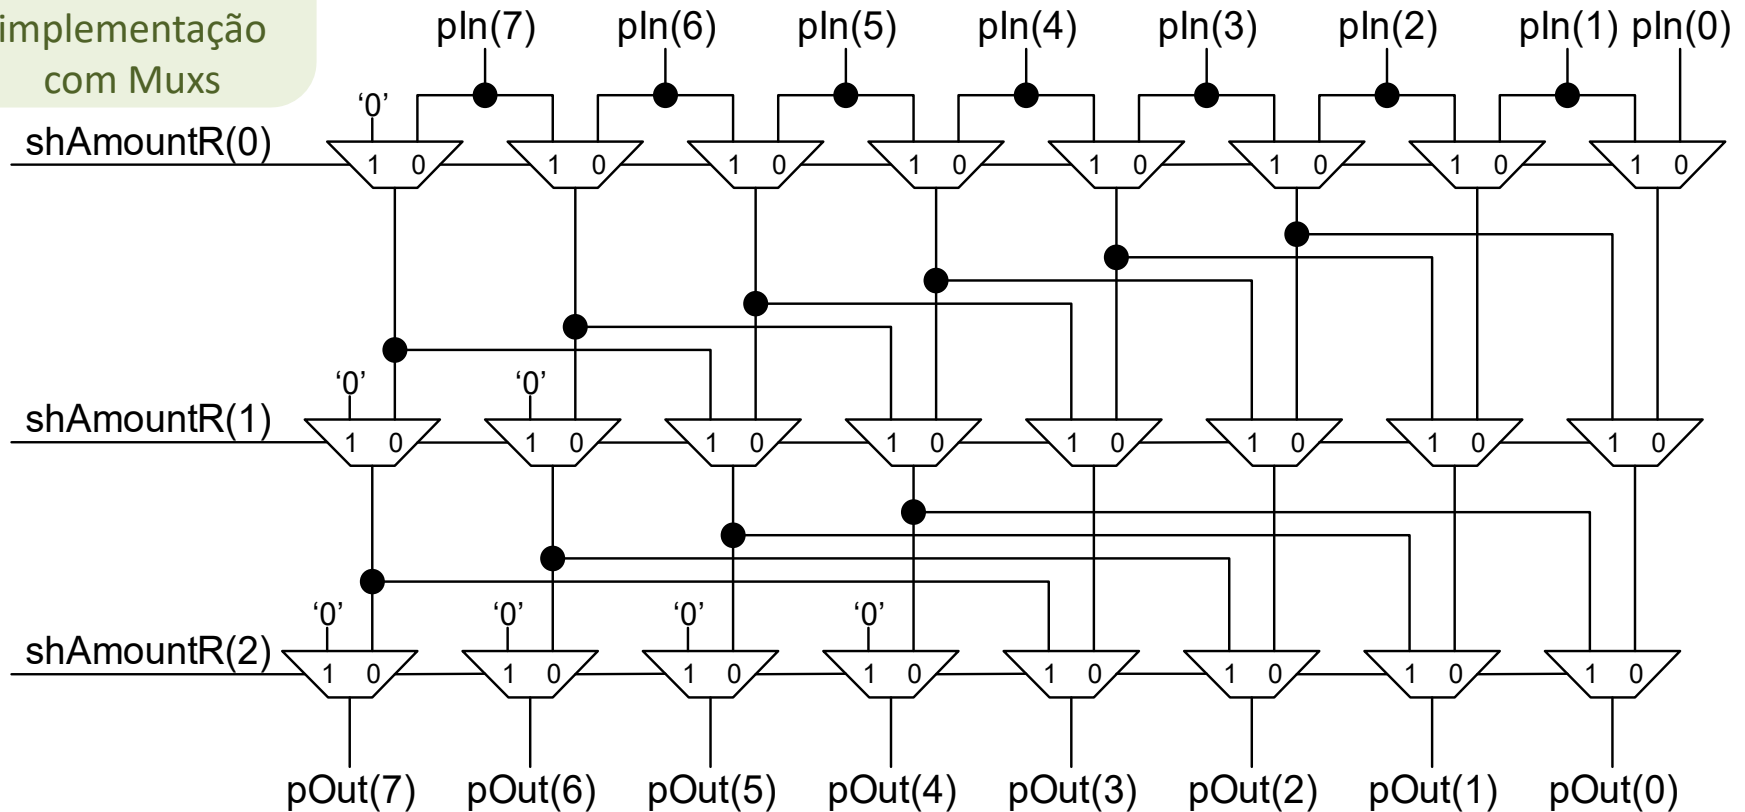 implementação
com Muxs
pIn(7) pIn(6) pIn(5) pIn(4) pIn(3) pIn(2) pIn(1) pIn(0)
‘0’
shAmountR(0)
1 0 1 0 1 0 1 0 1 0 1 0 1 0 1 0
‘0’ ‘0’
shAmountR(1)
1 0 1 0 1 0 1 0 1 0 1 0 1 0 1 0
‘0’ ‘0’ ‘0’ ‘0’
shAmountR(2)
1 0 1 0 1 0 1 0 1 0 1 0 1 0 1 0
pOut(7) pOut(6) pOut(5) pOut(4) pOut(3) pOut(2) pOut(1) pOut(0)